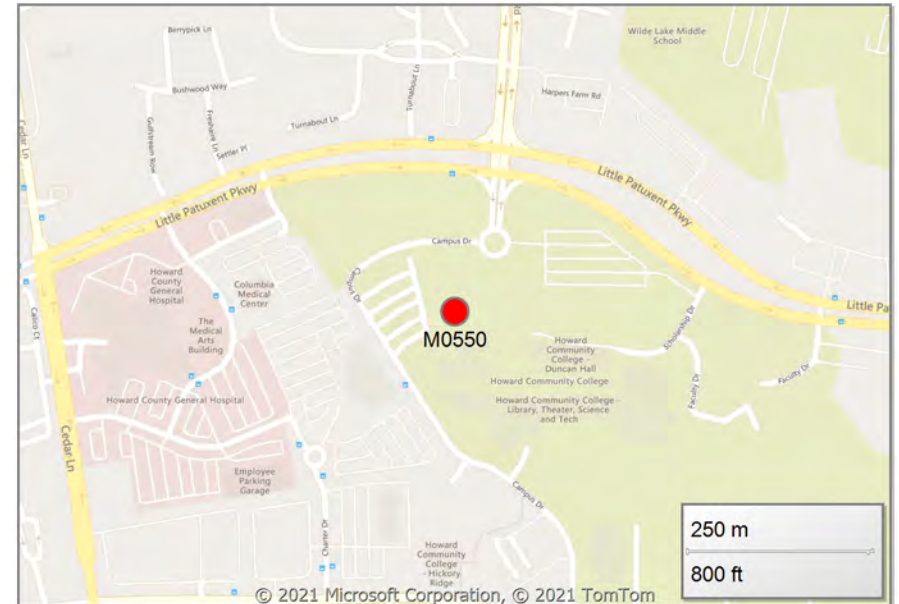 Pl
Berrypick Ln
Wilde Lake Middle
School
Bushwood Way
Turnabout Ln
Harpers Farm Rd
Cedar Ln
Gulfstream Row
Freshaire Ln
Turnabout Ln
Settler Pl
Little Patuxent Pkwy
Little Patuxent Pkwy
Campus Dr
Howard
County
General
Hospital
Columbia
Medical
Center
Campus Dr
Calico Ct
The
Medical
Arts
Building
M0550
Little Pa
Scholarship Dr
Howard
Community
College -
Duncan Hall
Howard Community College
Faculty Dr
Faculty Dr
Howard County General Hospital
Howard Community College -
Library, Theater, Science
and Tech
Cedar Ln
Employee
Parking
Garage
Campus Dr
Charter Dr
250 m
800 ft
Howard
Community
College
- Hickory
Ridge
© 2021 Microsoft Corporation, © 2021 TomTom